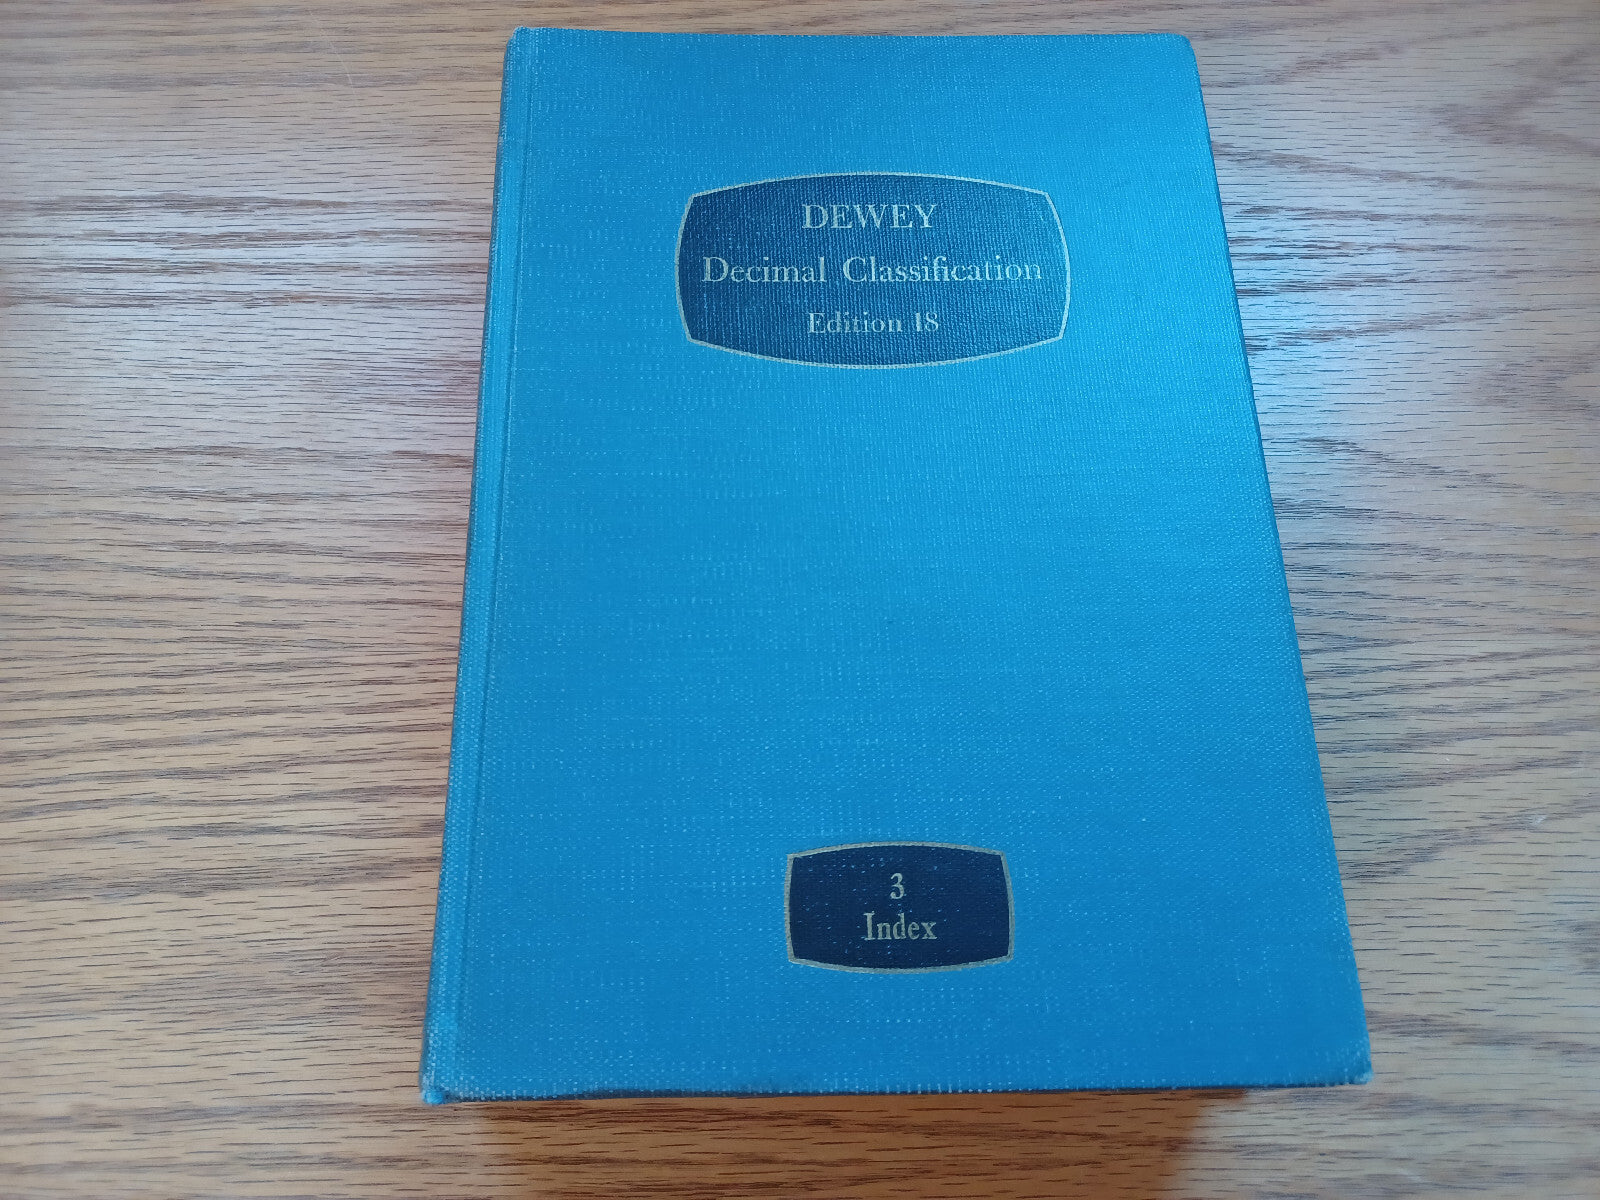 DEWEY
Decimal Classification
Edition 18
3
Index